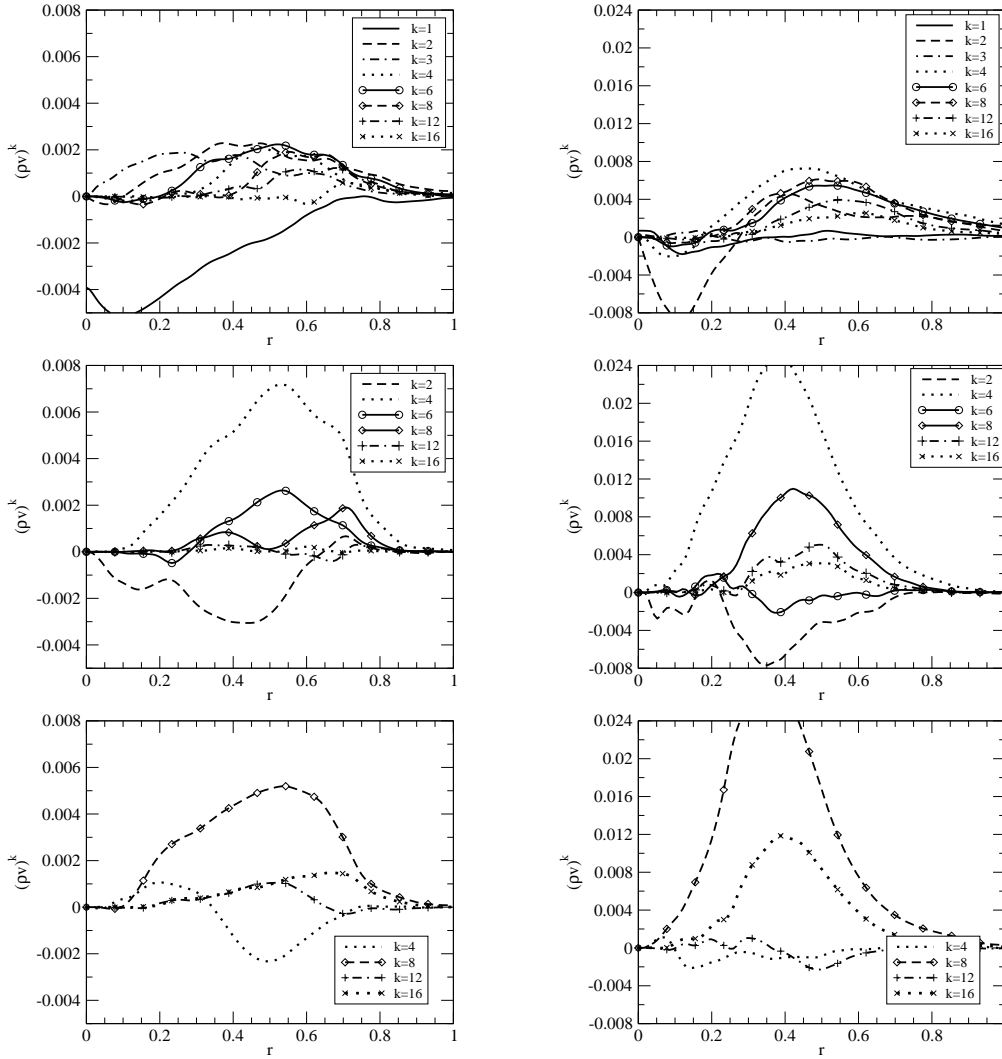 0.008
0.006
0.004
0.002
0
-0.002
-0.004
(ρv)^k
0 0.2 0.4 0.6 0.8 1
r
k=1
k=2
k=3
k=4
k=6
k=8
k=12
k=16
0.024
0.020
0.016
0.012
0.008
0.004
0
-0.004
-0.008
(ρv)^k
0 0.2 0.4 0.6 0.8
r
k=1
k=2
k=3
k=4
k=6
k=8
k=12
k=16
0.008
0.006
0.004
0.002
0
-0.002
-0.004
(ρv)^k
0 0.2 0.4 0.6 0.8 1
r
k=2
k=4
k=6
k=8
k=12
k=16
0.024
0.020
0.016
0.012
0.008
0.004
0
-0.004
-0.008
(ρv)^k
0 0.2 0.4 0.6 0.8
r
k=2
k=4
k=6
k=8
k=12
k=16
0.008
0.006
0.004
0.002
0
-0.002
-0.004
(ρv)^k
0 0.2 0.4 0.6 0.8 1
r
k=4
k=8
k=12
k=16
0.024
0.020
0.016
0.012
0.008
0.004
0
-0.004
-0.008
(ρv)^k
0 0.2 0.4 0.6 0.8
r
k=4
k=8
k=12
k=16